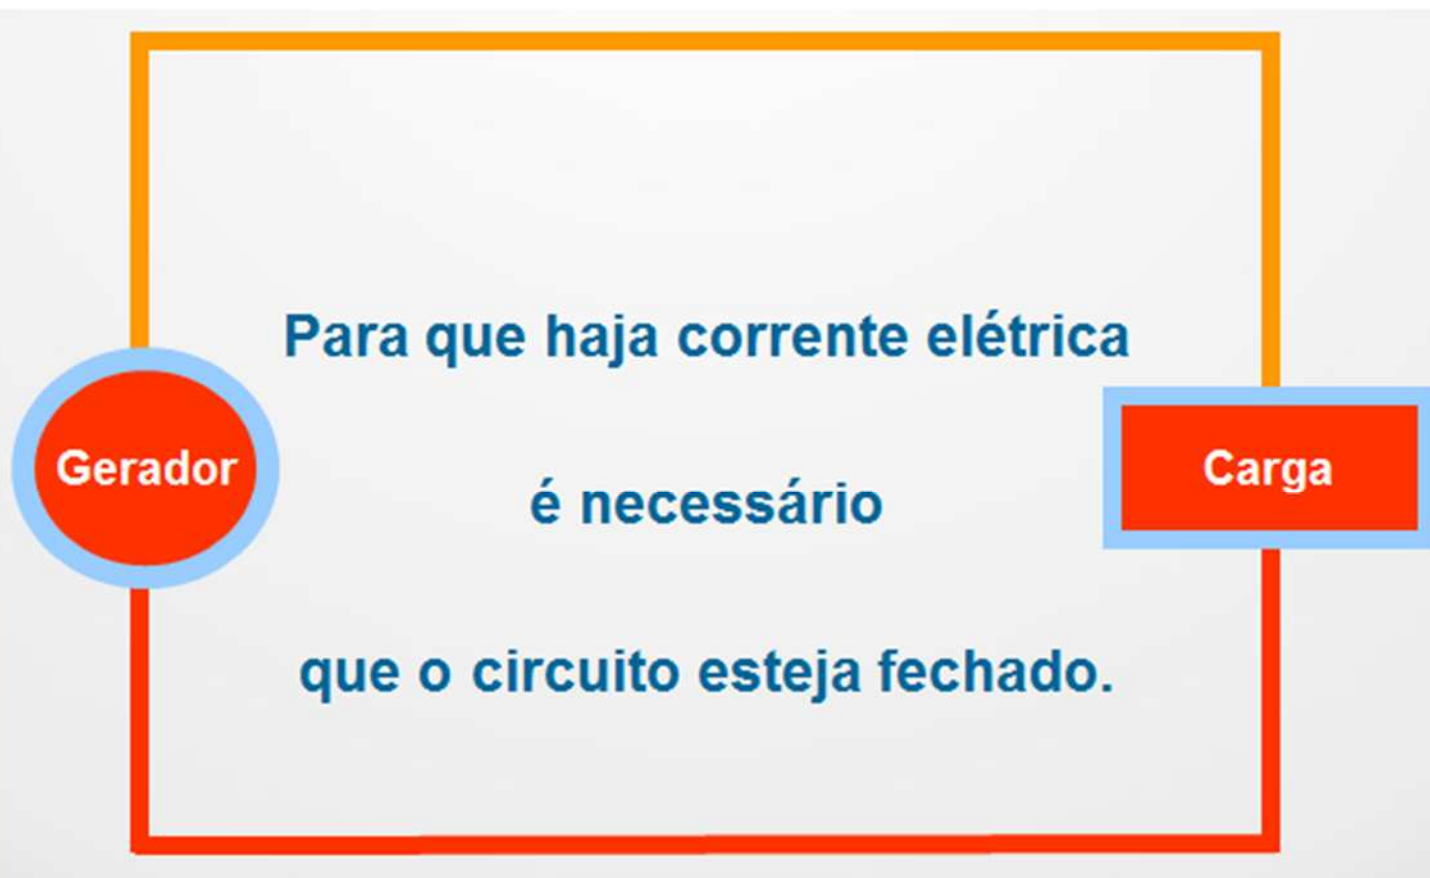 Para que haja corrente elétrica
Gerador
Carga
é necessário
que o circuito esteja fechado.